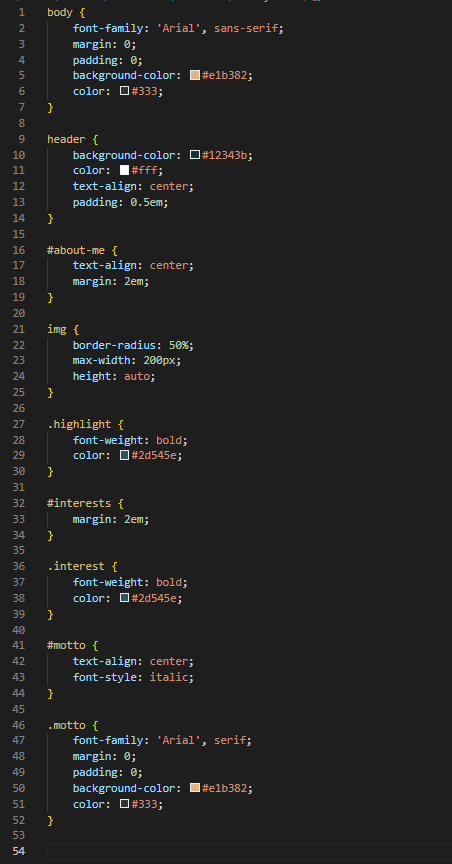 1 body {
2     font-family: 'Arial', sans-serif;
3     margin: 0;
4     padding: 0;
5     background-color: #e1b382;
6     color: #333;
7 }
8
9 header {
10     background-color: #12343b;
11     color: #fff;
12     text-align: center;
13     padding: 0.5em;
14 }
15
16 #about-me {
17     text-align: center;
18     margin: 2em;
19 }
20
21 img {
22     border-radius: 50%;
23     max-width: 200px;
24     height: auto;
25 }
26
27 .highlight {
28     font-weight: bold;
29     color: #2d545e;
30 }
31
32 #interests {
33     margin: 2em;
34 }
35
36 .interest {
37     font-weight: bold;
38     color: #2d545e;
39 }
40
41 #motto {
42     text-align: center;
43     font-style: italic;
44 }
45
46 .motto {
47     font-family: 'Arial', serif;
48     margin: 0;
49     padding: 0;
50     background-color: #e1b382;
51     color: #333;
52 }
53
54